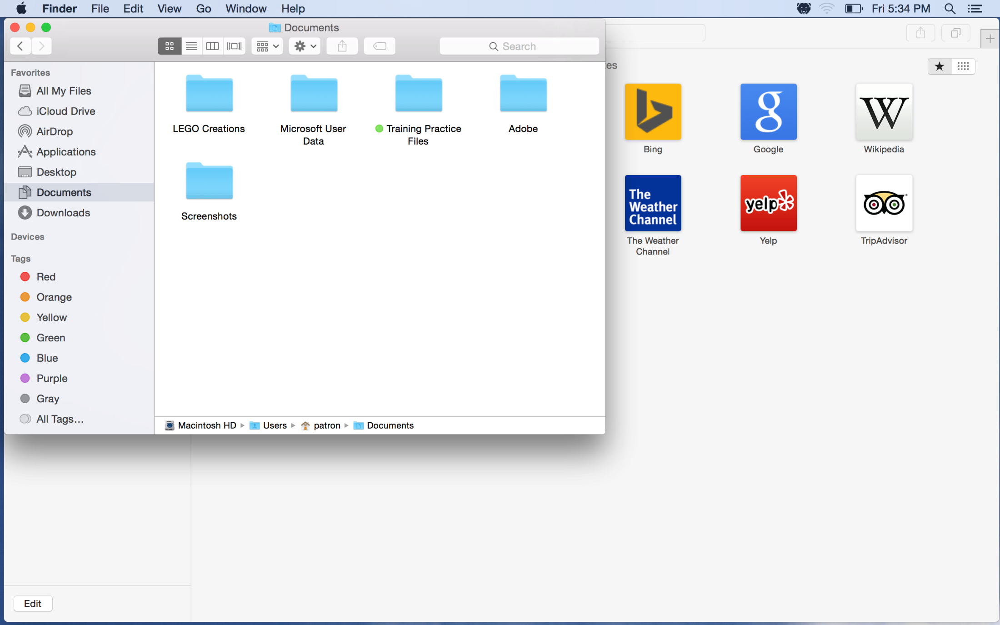 Finder File Edit View Go Window Help
Fri 5:34 PM
Documents
Search
Favorites
All My Files
iCloud Drive
AirDrop
Applications
Desktop
Documents
Downloads
Devices
Tags
Red
Orange
Yellow
Green
Blue
Purple
Gray
All Tags...
LEGO Creations
Microsoft User
Data
Training Practice
Files
Adobe
Screenshots
Macintosh HD Users patron Documents
es
Bing
g
Google
W
Wikipedia
The
Weather
Channel
The Weather
Channel
yelp
Yelp
TripAdvisor
Edit